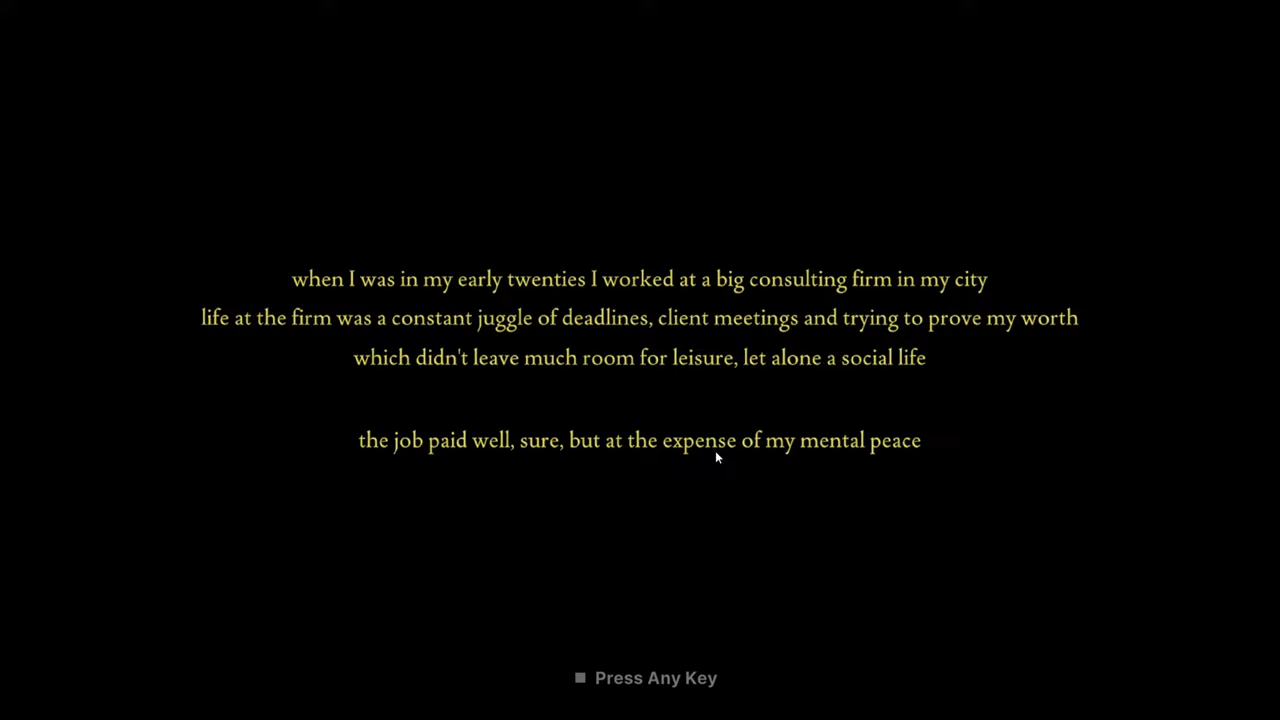 when I was in my early twenties I worked at a big consulting firm in my city
life at the firm was a constant juggle of deadlines, client meetings and trying to prove my worth
which didn't leave much room for leisure, let alone a social life
the job paid well, sure, but at the expense of my mental peace
Press Any Key